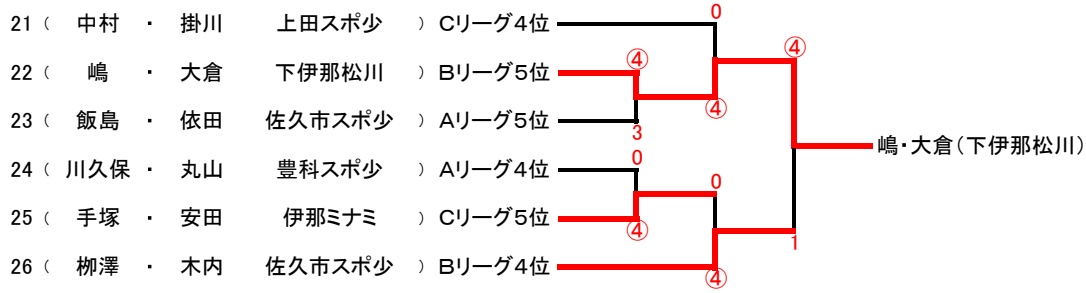 21（ 中村 ・ 掛川 上田スポ少 ）Cリーグ4位
0
④
22（ 嶋 ・ 大倉 下伊那松川 ）Bリーグ5位
④
④
23（ 飯島 ・ 依田 佐久市スポ少 ）Aリーグ5位
3
嶋・大倉（下伊那松川）
24（ 川久保 ・ 丸山 豊科スポ少 ）Aリーグ4位
0
0
25（ 手塚 ・ 安田 伊那ミナミ ）Cリーグ5位
④
1
26（ 栁澤 ・ 木内 佐久市スポ少 ）Bリーグ4位
④